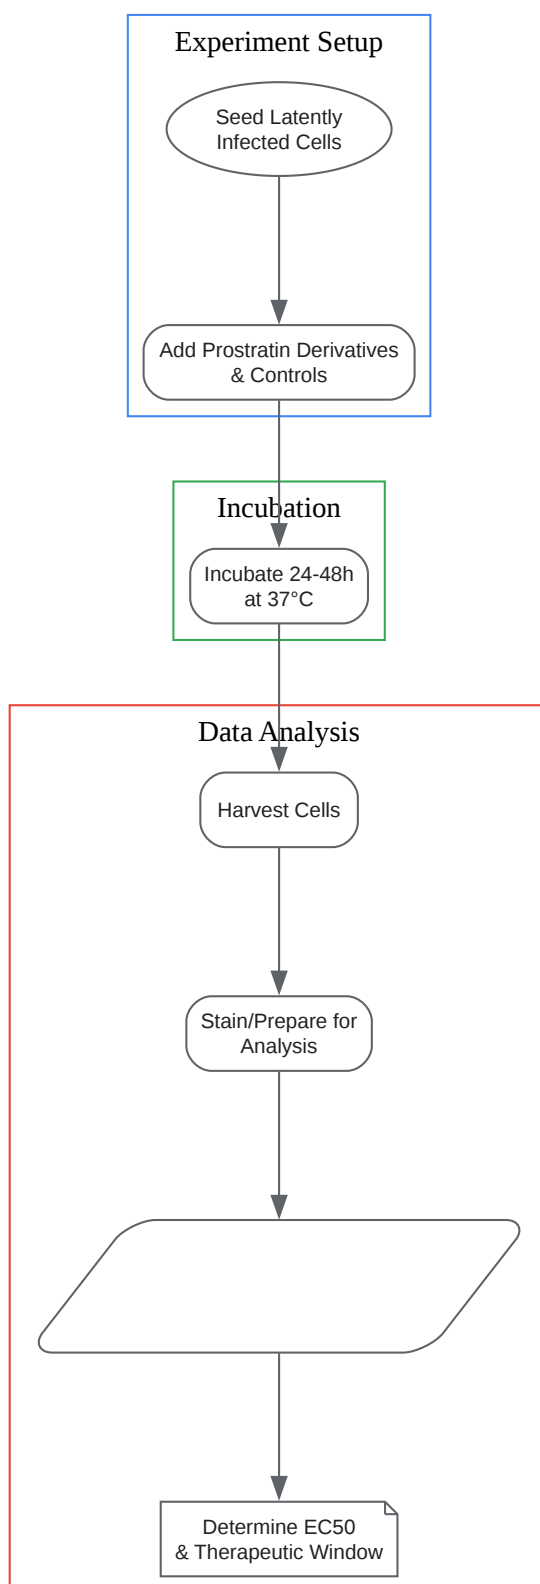 Experiment Setup
Seed Latently
Infected Cells
Add Prostratin Derivatives
& Controls
Incubation
Incubate 24-48h
at 37°C
Data Analysis
Harvest Cells
Stain/Prepare for
Analysis
Determine EC50
& Therapeutic Window